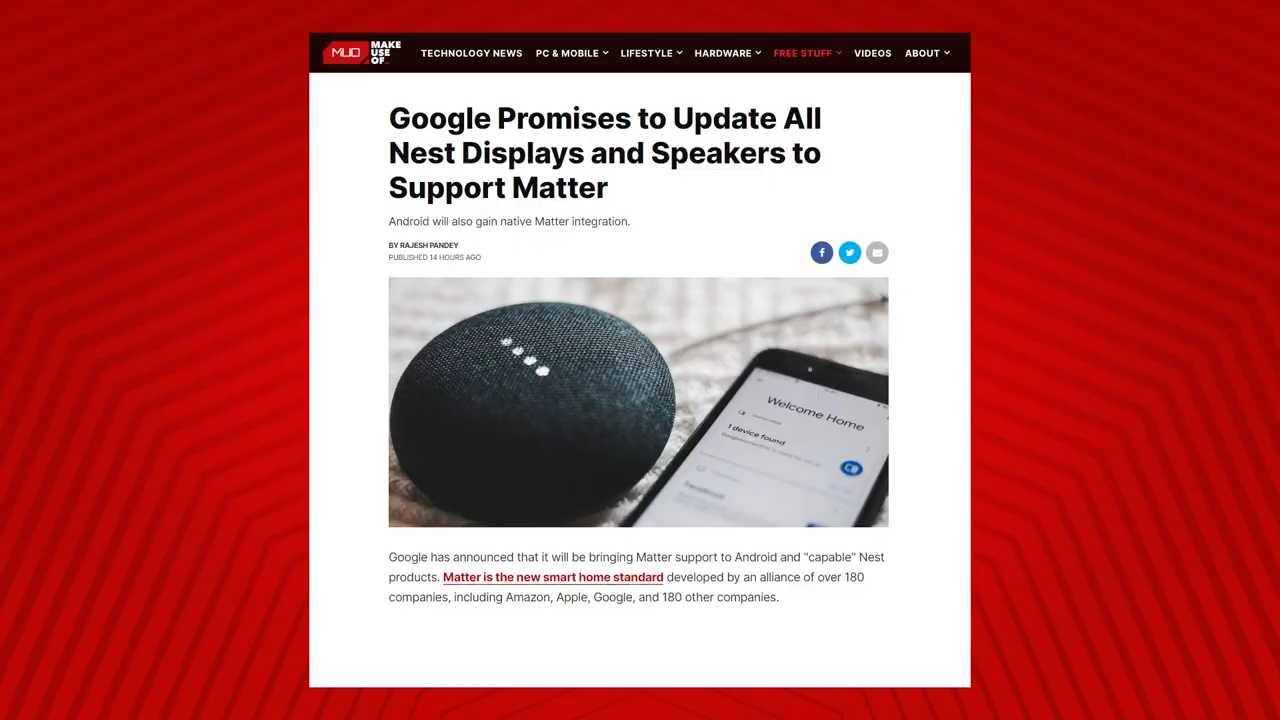 MUO MAKE USE OF_
TECHNOLOGY NEWS PC & MOBILE LIFESTYLE HARDWARE FREE STUFF VIDEOS ABOUT
Google Promises to Update All
Nest Displays and Speakers to
Support Matter
Android will also gain native Matter integration.
BY RAJESH PANDEY
PUBLISHED 14 HOURS AGO
Welcome Home
1 device found
Facebook
Google has announced that it will be bringing Matter support to Android and "capable" Nest
products. Matter is the new smart home standard developed by an alliance of over 180
companies, including Amazon, Apple, Google, and 180 other companies.